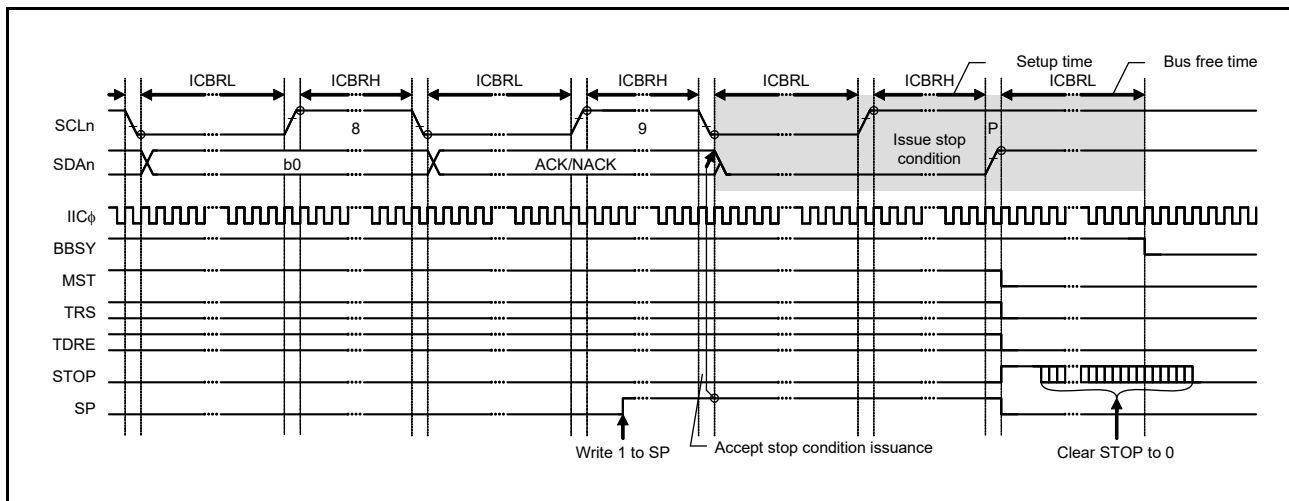 Setup time
Bus free time
ICBRL ICBRH ICBRL ICBRH ICBRL ICBRH ICBRL
SCLn 8 9 P
Issue stop
condition
SDAn b0 ACK/NACK
IICϕ
BBSY
MST
TRS
TDRE
STOP
SP
Write 1 to SP
Accept stop condition issuance
Clear STOP to 0